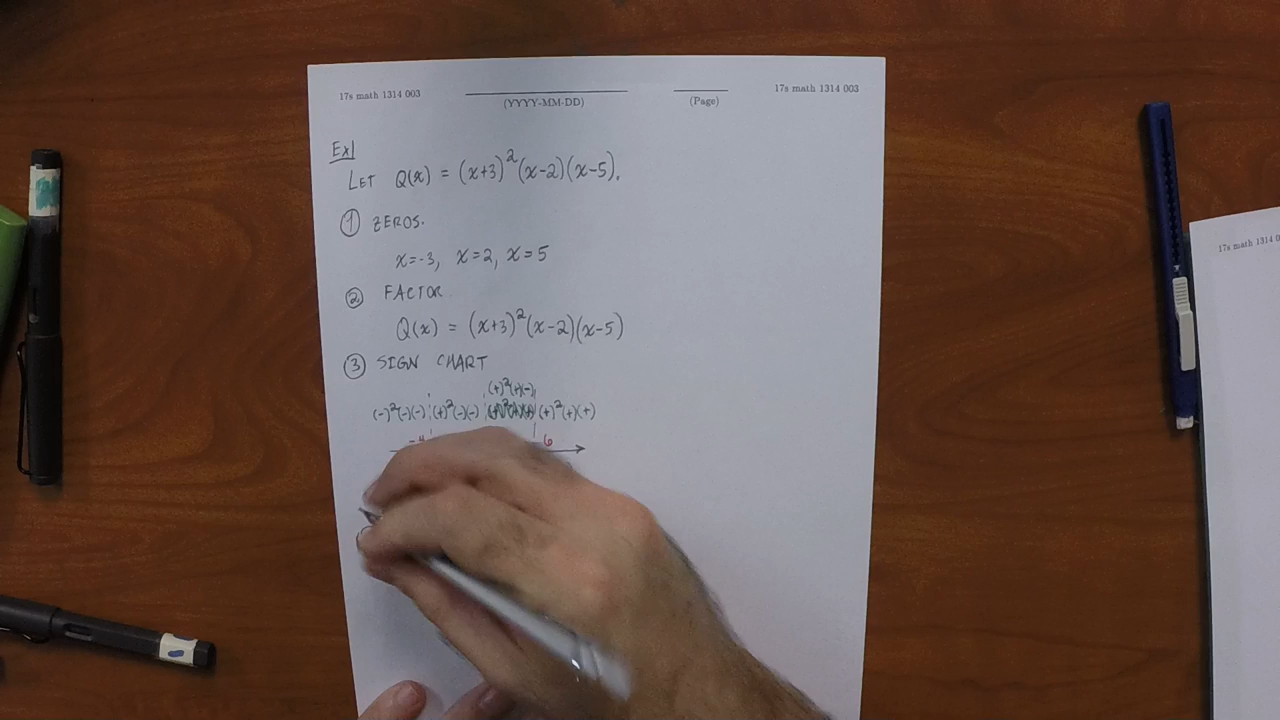 17s math 1314 003 (YYYY-MM-DD) (Page) 17s math 1314 003
Ex1
LET Q(x) = (x+3)²(x-2)(x-5).
① ZEROS.
x=-3, x=2, x=5
② FACTOR.
Q(x) = (x+3)²(x-2)(x-5)
③ SIGN CHART
(+)²(+)(-)
(-)²(-)(-) (+)²(-)(-) (+)²(+)(+)
-4 6
17s math 1314 0